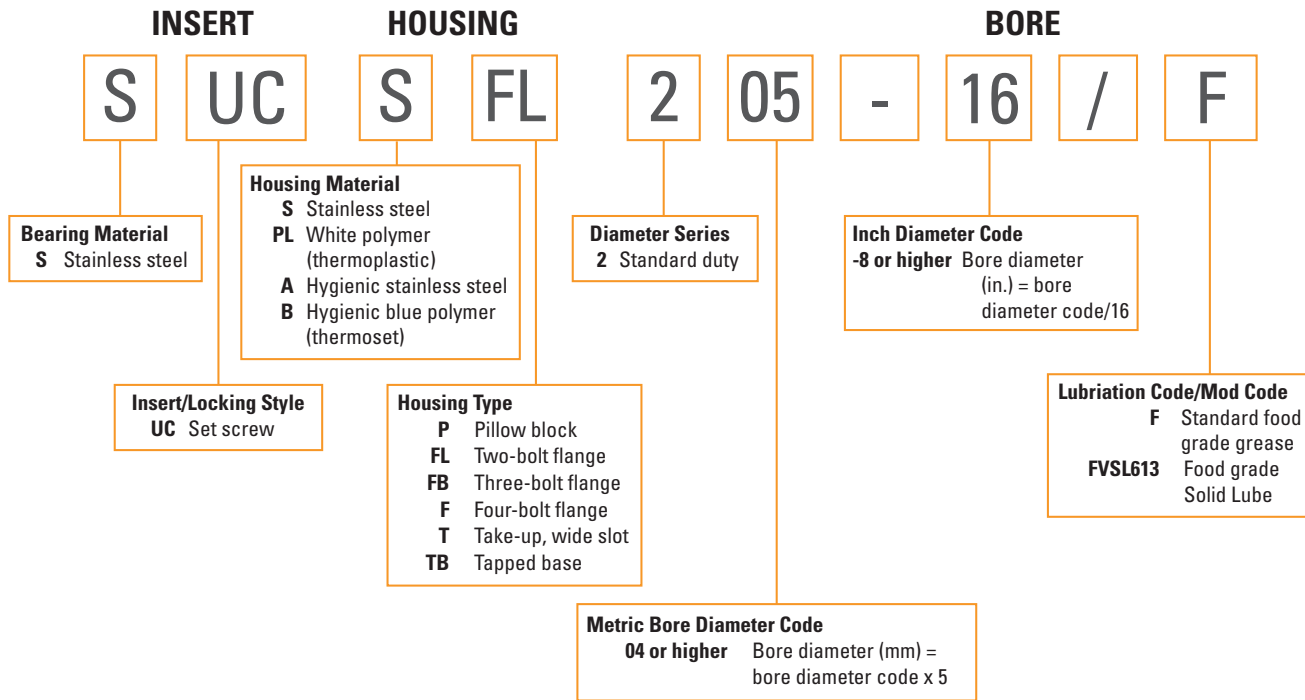 INSERT HOUSING BORE
S UC S FL 2 05 - 16 / F
Bearing Material
S Stainless steel
Housing Material
S Stainless steel
PL White polymer
(thermoplastic)
A Hygienic stainless steel
B Hygienic blue polymer
(thermoset)
Diameter Series
2 Standard duty
Inch Diameter Code
-8 or higher Bore diameter
(in.) = bore
diameter code/16
Insert/Locking Style
UC Set screw
Housing Type
P Pillow block
FL Two-bolt flange
FB Three-bolt flange
F Four-bolt flange
T Take-up, wide slot
TB Tapped base
Lubriation Code/Mod Code
F Standard food
grade grease
FVSL613 Food grade
Solid Lube
Metric Bore Diameter Code
04 or higher Bore diameter (mm) =
bore diameter code x 5